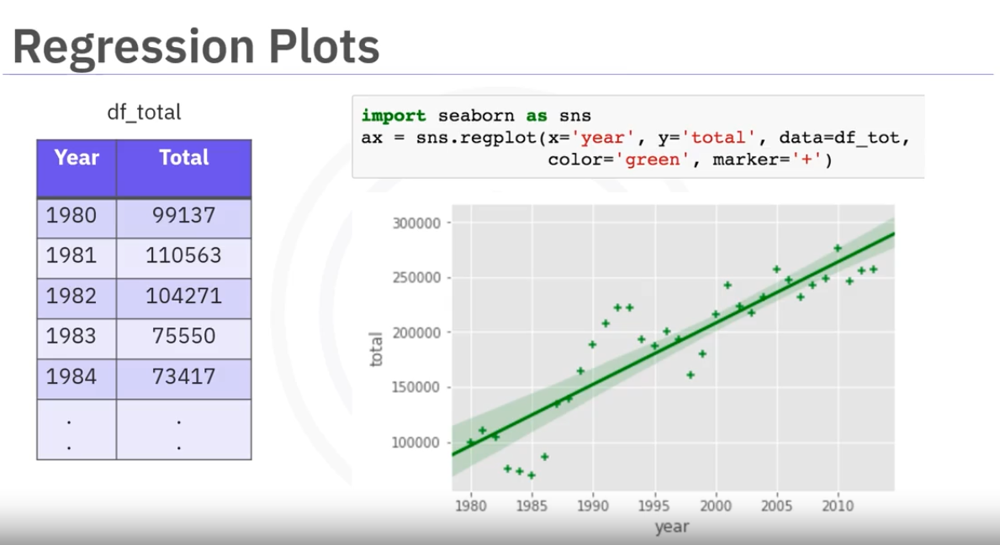 Regression Plots
df_total
Year Total
1980 99137
1981 110563
1982 104271
1983 75550
1984 73417
. .
. .
import seaborn as sns
ax = sns.regplot(x='year', y='total', data=df_tot,
color='green', marker='+')
300000
250000
200000
150000
100000
total
1980 1985 1990 1995 2000 2005 2010
year